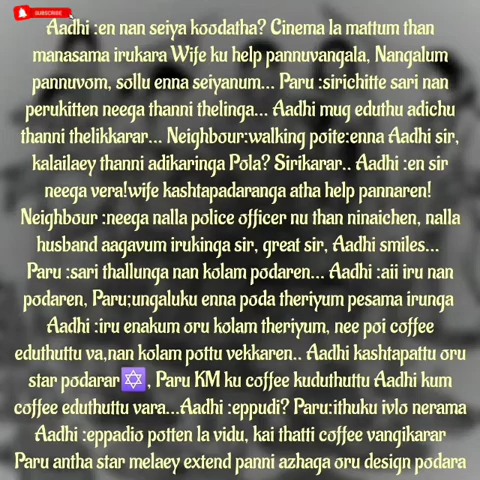 SUBSCRIBE
Aadhi :en nan seiya koodatha? Cinema la mattum than
manasama irukara Wife ku help pannuvangala, Nangalum
pannuvom, sollu enna seiyanum... Paru :sirichitte sari nan
perukitten neega thanni thelinga... Aadhi mug eduthu adichu
thanni thelikkarar... Neighbour:walking poite:enna Aadhi sir,
kalailaey thanni adikaringa Pola? Sirikarar.. Aadhi :en sir
neega vera!wife kashtapadaranga atha help pannaren!
Neighbour :neega nalla police officer nu than ninaichen, nalla
husband aagavum irukinga sir, great sir, Aadhi smiles...
Paru :sari thallunga nan kolam podaren... Aadhi :aii iru nan
podaren, Paru;ungaluku enna poda theriyum pesama irunga
Aadhi :iru enakum oru kolam theriyum, nee poi coffee
eduthuttu va,nan kolam pottu vekkaren.. Aadhi kashtapattu oru
star podarar🔯, Paru KM ku coffee kuduthuttu Aadhi kum
coffee eduthuttu vara...Aadhi :eppudi? Paru:ithuku ivlo nerama
Aadhi :eppadio potten la vidu, kai thatti coffee vangikarar
Paru antha star melaey extend panni azhaga oru design podara